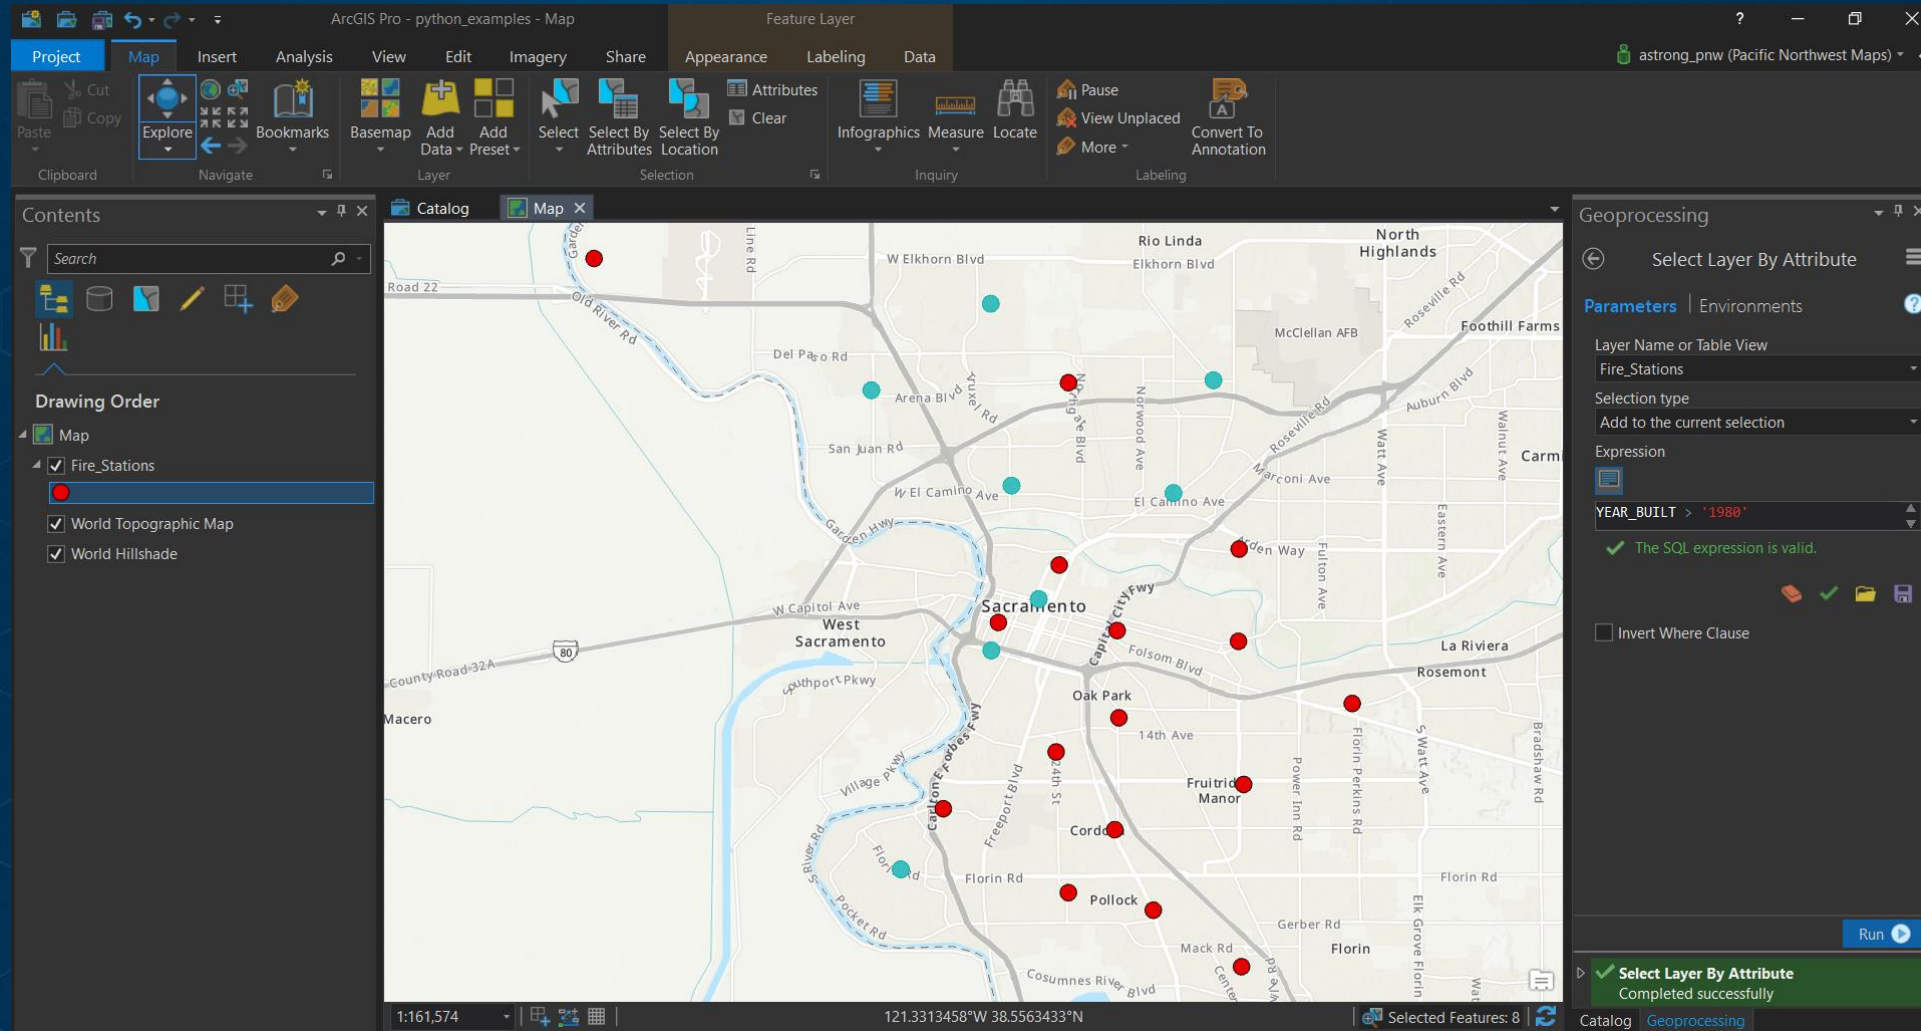 ArcGIS Pro - python_examples - Map
Feature Layer
?
Project
Map
Insert
Analysis
View
Edit
Imagery
Share
Appearance
Labeling
Data
astrong_pnw (Pacific Northwest Maps)
Paste
Cut
Copy
Clipboard
Explore
Bookmarks
Navigate
Basemap
Add
Data
Add
Preset
Layer
Select
Select By
Attributes
Select By
Location
Attributes
Clear
Selection
Infographics
Measure
Locate
Inquiry
Pause
View Unplaced
More
Convert To
Annotation
Labeling
Contents
Search
Drawing Order
Map
Fire_Stations
World Topographic Map
World Hillshade
Catalog
Map
Garden
Line Rd
W Elkhorn Blvd
Rio Linda
Elkhorn Blvd
North
Highlands
Road 22
Old River Rd
Roseville Rd
McClellan AFB
Foothill Farms
Del Paso Rd
Arena Blvd
Truxel Rd
Northgate Blvd
Norwood Ave
Auburn Blvd
Roseville Rd
Watt Ave
Walnut Ave
San Juan Rd
Carm
Marconi Ave
W El Camino Ave
El Camino Ave
Garden Hwy
Arden Way
Fulton Ave
Eastern Ave
Capital City Fwy
Sacramento
W Capitol Ave
West
Sacramento
80
Folsom Blvd
La Riviera
Rosemont
County Road 32A
Southport Pkwy
Oak Park
Macero
14th Ave
Carlton E Forbes Fwy
24th St
Florin Perkins Rd
S Watt Ave
Bradshaw Rd
Village Pkwy
Freeport Blvd
Power Inn Rd
Fruitrid
Manor
S River Rd
Cordo
Florin Rd
Florin Rd
Florin Rd
Pocket Rd
Pollock
Elk Grove Florin
Gerber Rd
Mack Rd
Florin
Center
Cosumnes River Blvd
Wat
1:161,574
121.3313458°W 38.5563433°N
Selected Features: 8
Geoprocessing
Select Layer By Attribute
Parameters
Environments
?
Layer Name or Table View
Fire_Stations
Selection type
Add to the current selection
Expression
YEAR_BUILT > '1980'
The SQL expression is valid.
Invert Where Clause
Run
Select Layer By Attribute
Completed successfully
Catalog
Geoprocessing